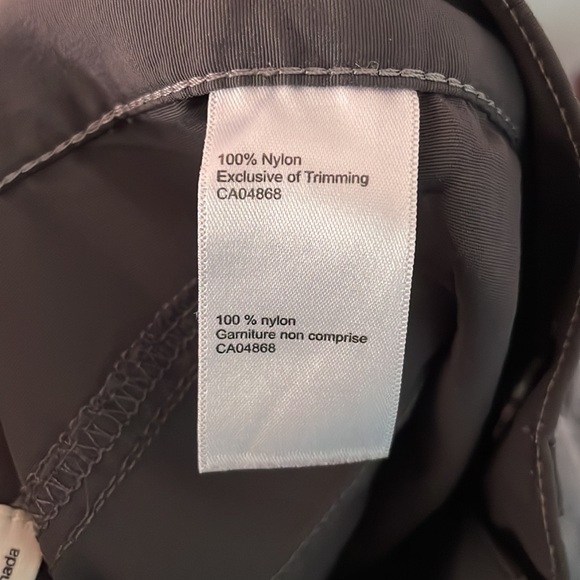 100% Nylon
Exclusive of Trimming
CA04868
100 % nylon
Garniture non comprise
CA04868